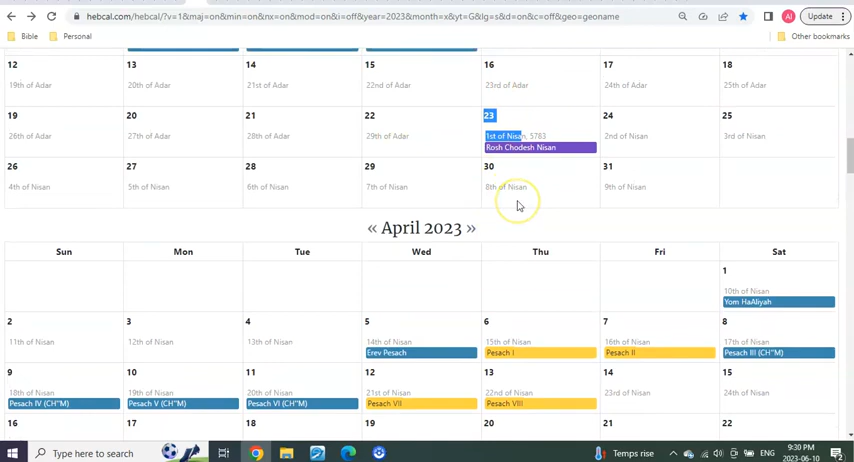 hebcal.com/hebcal/?v=1&maj=on&min=on&nx=on&mod=on&i=off&year=2023&month=x&yt=G&lg=s&d=on&c=off&geo=geoname
AI
Update
Bible Personal Other bookmarks
12 13 14 15 16 17 18
19th of Adar 20th of Adar 21st of Adar 22nd of Adar 23rd of Adar 24th of Adar 25th of Adar
19 20 21 22 23 24 25
26th of Adar 27th of Adar 28th of Adar 29th of Adar 1st of Nisan, 5783 2nd of Nisan 3rd of Nisan
Rosh Chodesh Nisan
26 27 28 29 30 31
4th of Nisan 5th of Nisan 6th of Nisan 7th of Nisan 8th of Nisan 9th of Nisan
« April 2023 »
Sun Mon Tue Wed Thu Fri Sat
1
10th of Nisan
Yom HaAliyah
2 3 4 5 6 7 8
11th of Nisan 12th of Nisan 13th of Nisan 14th of Nisan 15th of Nisan 16th of Nisan 17th of Nisan
Erev Pesach Pesach I Pesach II Pesach III (CH''M)
9 10 11 12 13 14 15
18th of Nisan 19th of Nisan 20th of Nisan 21st of Nisan 22nd of Nisan 23rd of Nisan 24th of Nisan
Pesach IV (CH''M) Pesach V (CH''M) Pesach VI (CH''M) Pesach VII Pesach VIII
16 17 18 19 20 21 22
Type here to search
Temps rise
ENG
9:30 PM
2023-06-10
2